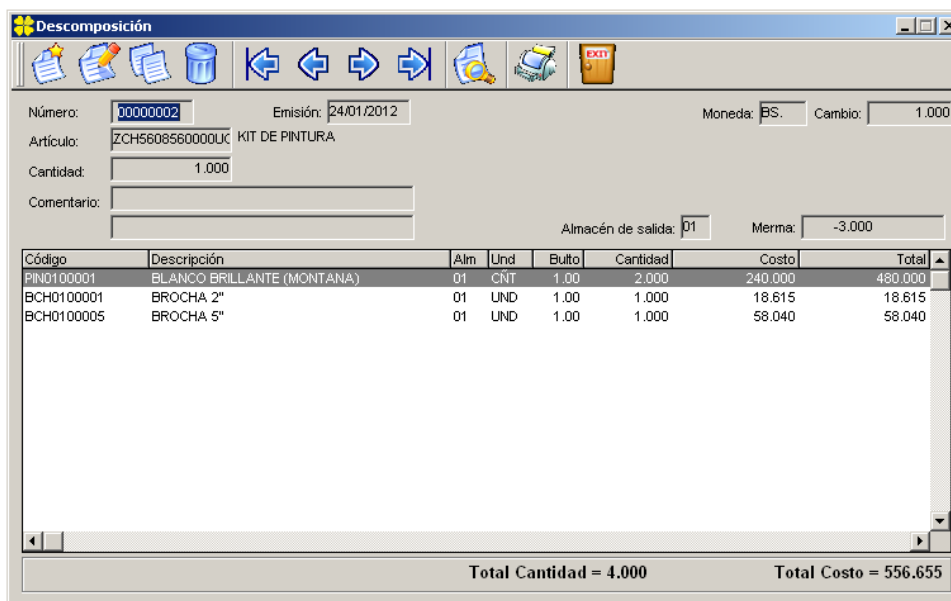 Descomposición
EXIT
Número: 00000002 Emisión: 24/01/2012 Moneda: BS. Cambio: 1.000
Artículo: ZCH5608560000UC KIT DE PINTURA
Cantidad: 1.000
Comentario:
Almacén de salida: 01 Merma: -3.000
Código Descripción Alm Und Bulto Cantidad Costo Total
PIN0100001 BLANCO BRILLANTE (MONTANA) 01 CÑT 1.00 2.000 240.000 480.000
BCH0100001 BROCHA 2" 01 UND 1.00 1.000 18.615 18.615
BCH0100005 BROCHA 5" 01 UND 1.00 1.000 58.040 58.040
Total Cantidad = 4.000 Total Costo = 556.655